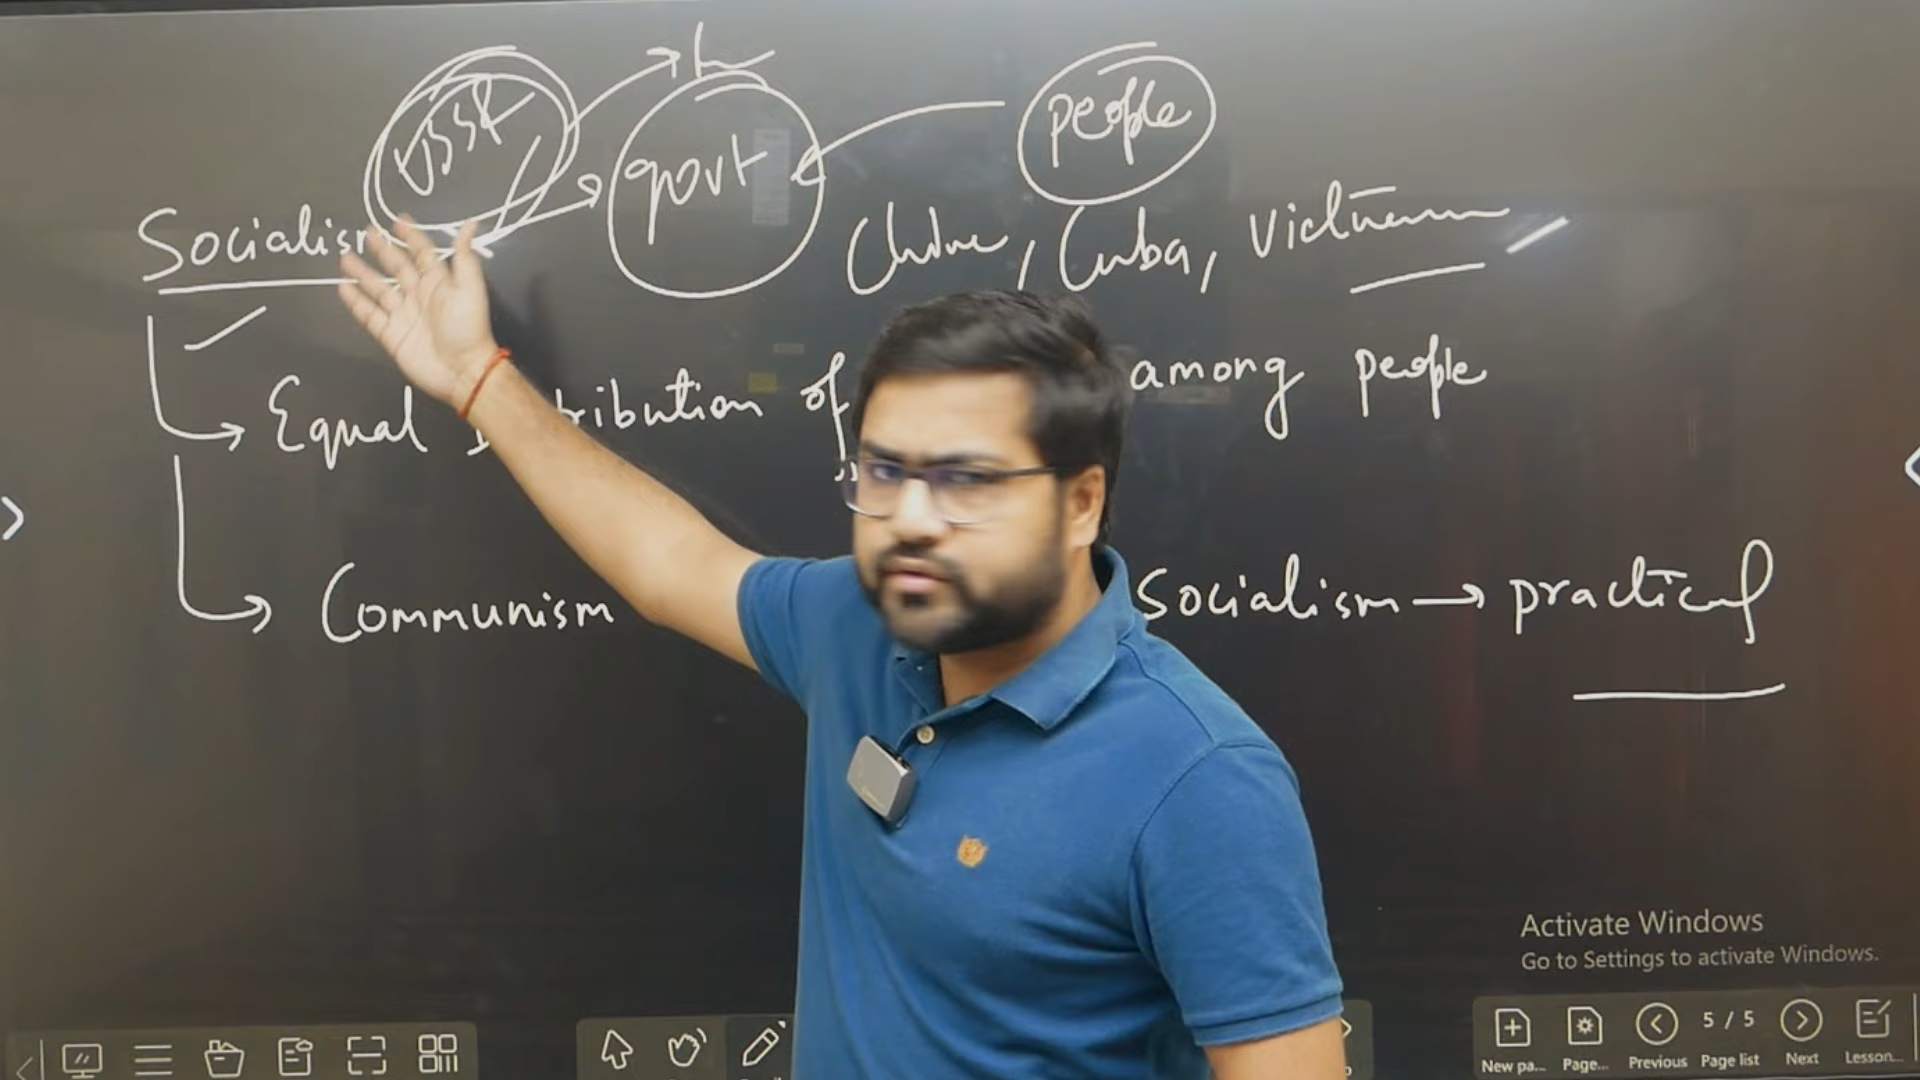 USSR govt people
Socialism China, Cuba, Vietnam
Equal of among people
Communism Socialism → practical
Activate Windows
Go to Settings to activate Windows.
New pa... Page... Previous 5 / 5 Page list Next Lesson...